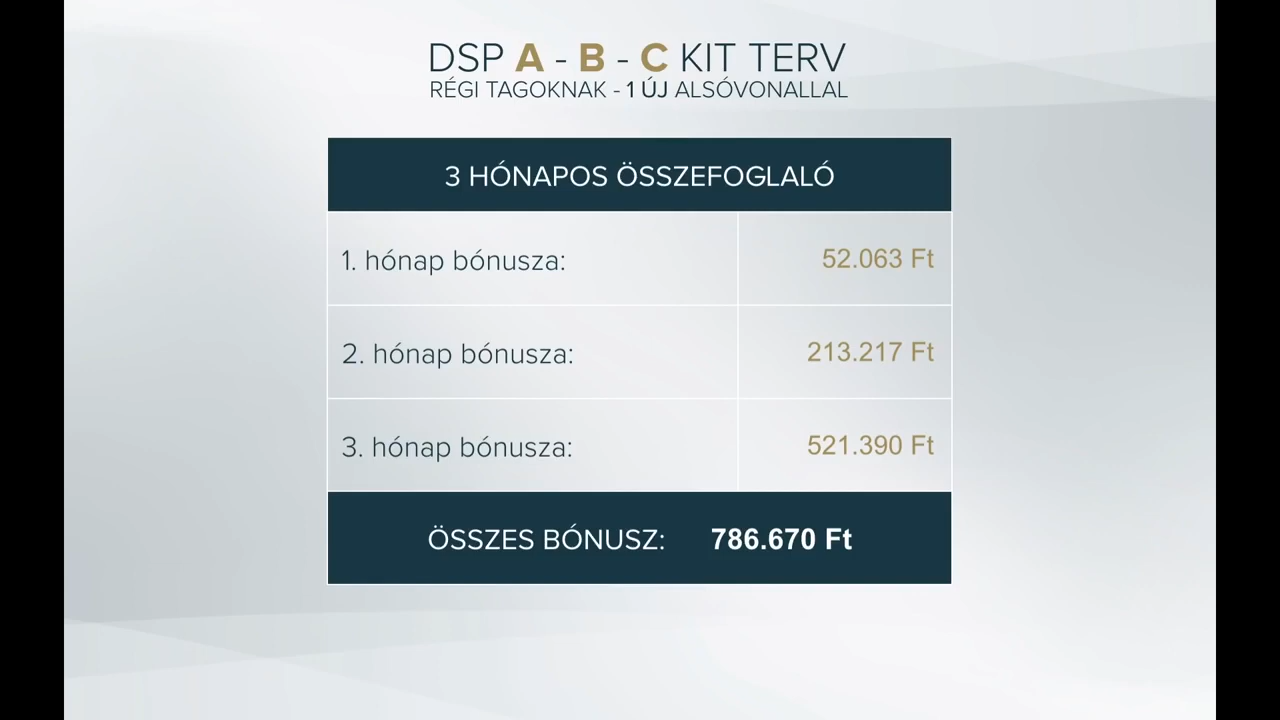 DSP A - B - C KIT TERV
RÉGI TAGOKNAK - 1 ÚJ ALSÓVONALLAL
3 HÓNAPOS ÖSSZEFOGLALÓ
1. hónap bónusza: 52.063 Ft
2. hónap bónusza: 213.217 Ft
3. hónap bónusza: 521.390 Ft
ÖSSZES BÓNUSZ: 786.670 Ft